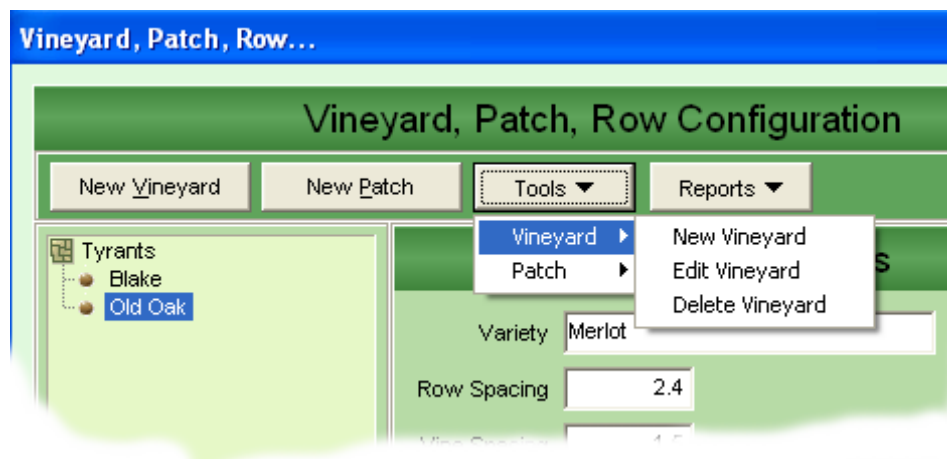 Vineyard, Patch, Row...
Vineyard, Patch, Row Configuration
New Vineyard New Patch Tools ▼ Reports ▼
Tyrants
Blake
Old Oak
Vineyard
Patch
New Vineyard
Edit Vineyard
Delete Vineyard
Variety Merlot
Row Spacing 2.4